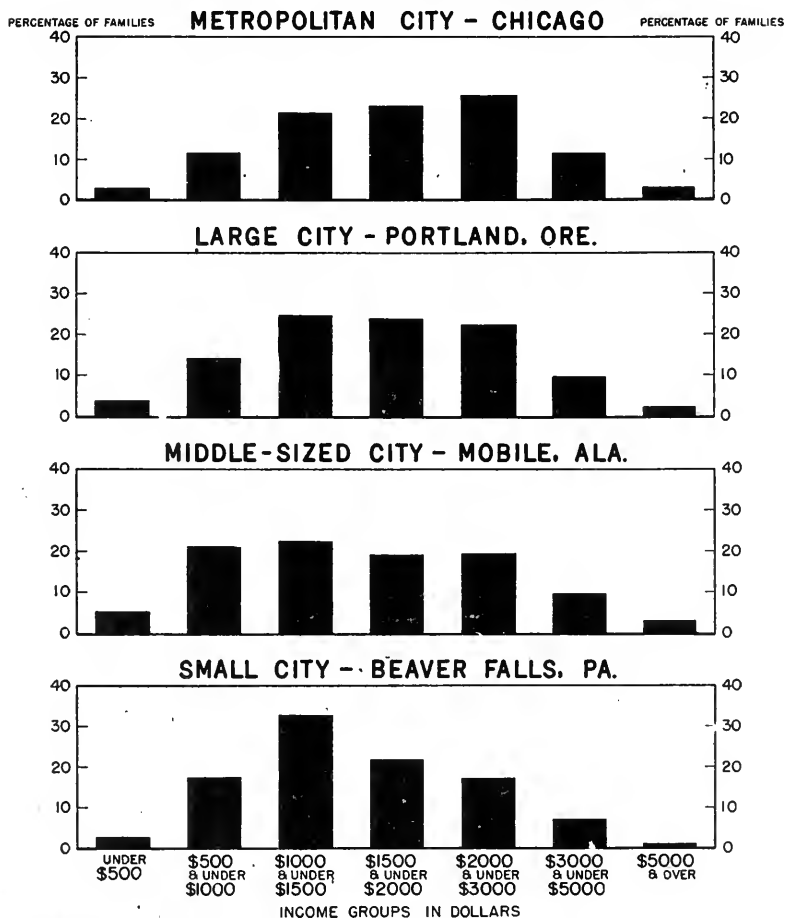 PERCENTAGE OF FAMILIES METROPOLITAN CITY - CHICAGO PERCENTAGE OF FAMILIES
40 40
30 30
20 20
10 10
0 0
LARGE CITY - PORTLAND, ORE.
40 40
30 30
20 20
10 10
0 0
MIDDLE-SIZED CITY - MOBILE, ALA.
40 40
30 30
20 20
10 10
0 0
SMALL CITY - BEAVER FALLS, PA.
40 40
30 30
20 20
10 10
0 0
UNDER $500 $1000 $1500 $2000 $3000 $5000
$500 & UNDER & UNDER & UNDER & UNDER & UNDER & OVER
$1000 $1500 $2000 $3000 $5000
INCOME GROUPS IN DOLLARS